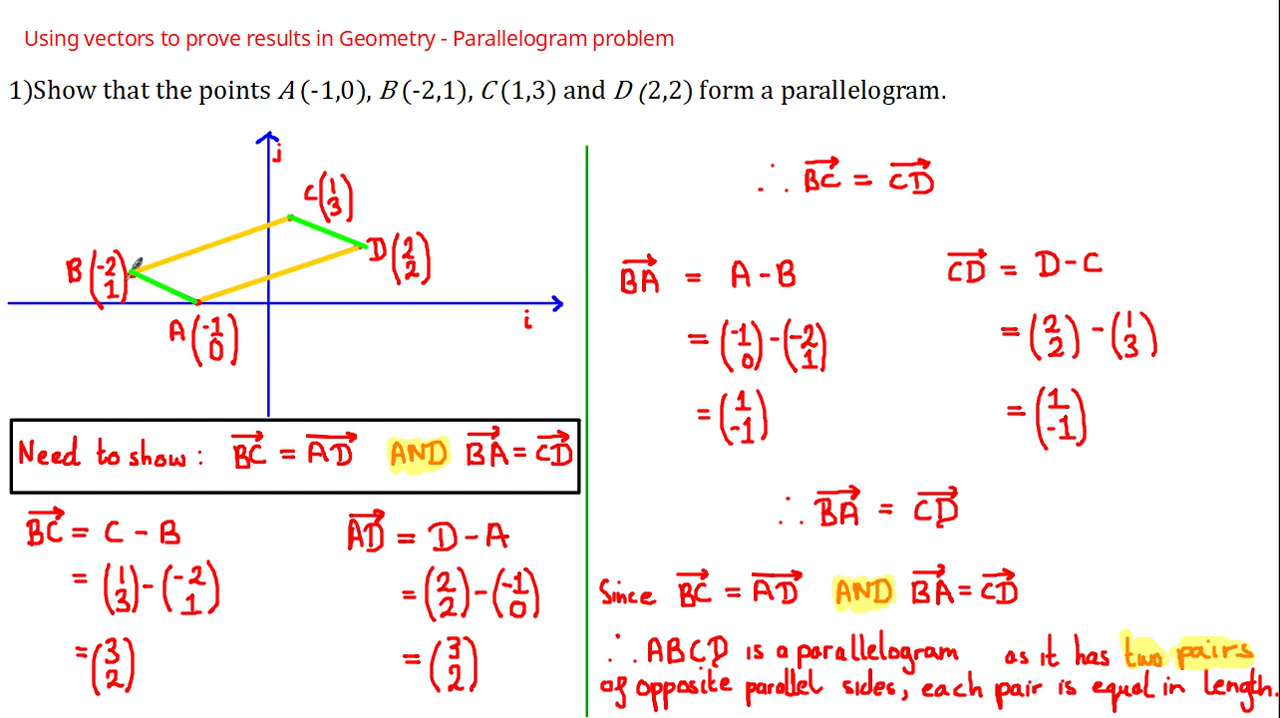 Using vectors to prove results in Geometry - Parallelogram problem
1)Show that the points A (-1,0), B (-2,1), C (1,3) and D (2,2) form a parallelogram.
j
C(1 3)
D(2 2)
B(-2 1)
i
A(-1 0)
Need to show : BC = AD AND BA = CD
BC = C - B
= (1 3) - (-2 1)
= (3 2)
AD = D - A
= (2 2) - (-1 0)
= (3 2)
∴ BC = CD
BA = A - B
= (-1 0) - (-2 1)
= (1 -1)
CD = D - C
= (2 2) - (1 3)
= (1 -1)
∴ BA = CD
Since BC = AD AND BA = CD
∴ ABCD is a parallelogram as it has two pairs
of opposite parallel sides, each pair is equal in length.